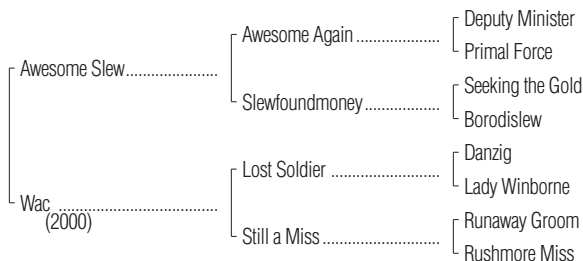 Deputy Minister
Awesome Again ....................
Primal Force
Awesome Slew......................
Seeking the Gold
Slewfoundmoney..................
Borodislew
Danzig
Lost Soldier ..........................
Lady Winborne
Wac ......................................
(2000)
Runaway Groom
Still a Miss............................
Rushmore Miss